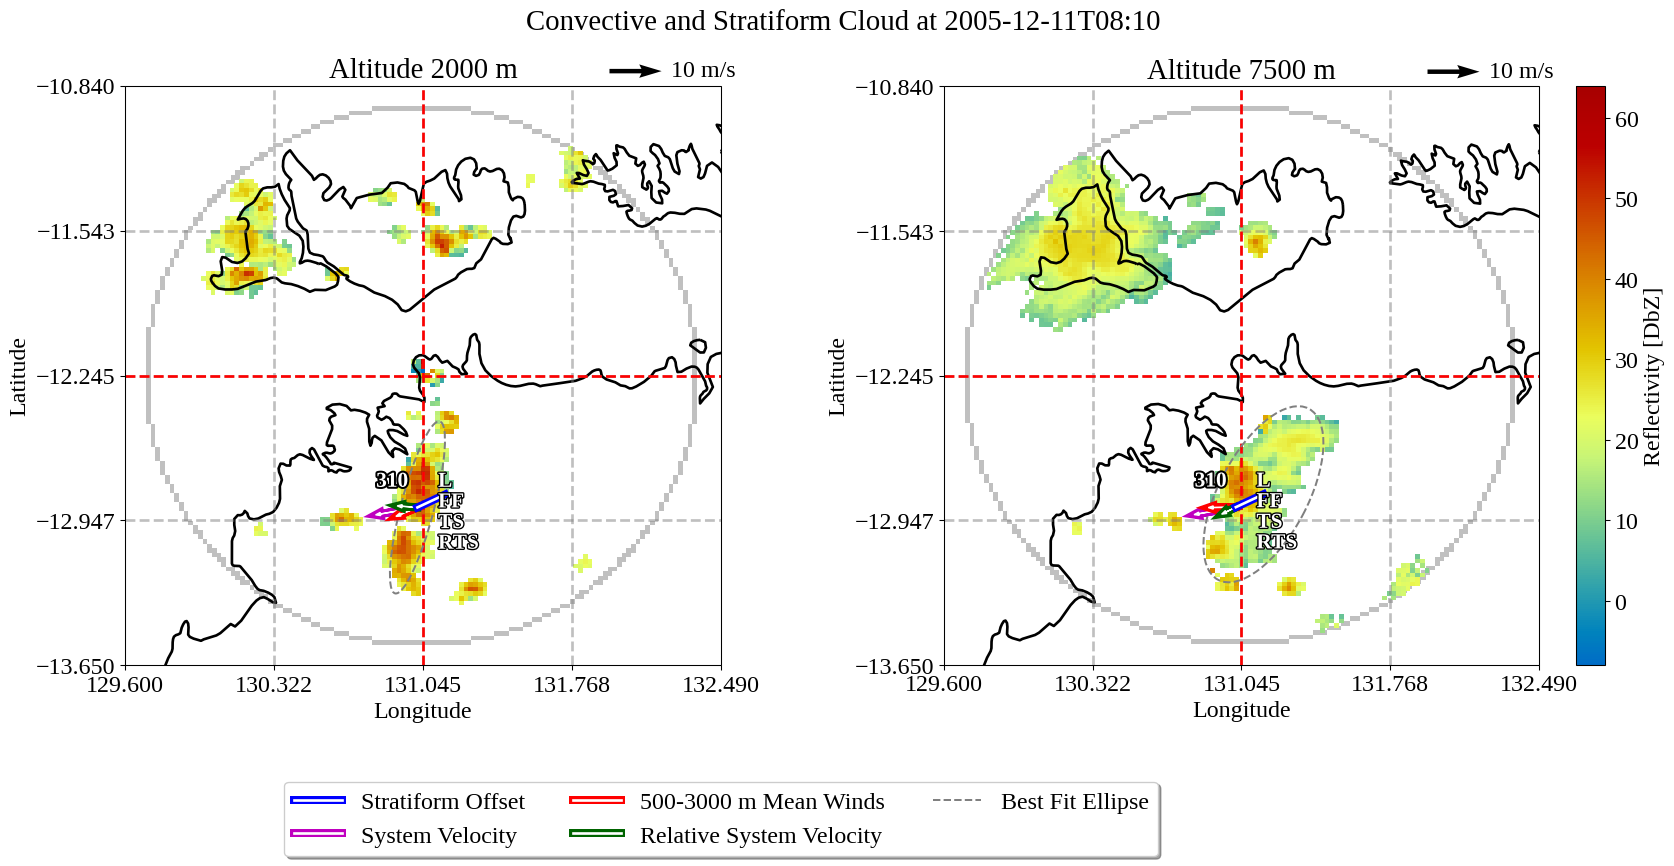 Convective and Stratiform Cloud at 2005-12-11T08:10
Altitude 2000 m
10 m/s
−10.840
−11.543
−12.245
−12.947
−13.650
129.600
130.322
131.045
131.768
132.490
Latitude
Longitude
310
L
FF
TS
RTS
Altitude 7500 m
10 m/s
−10.840
−11.543
−12.245
−12.947
−13.650
129.600
130.322
131.045
131.768
132.490
Latitude
Longitude
310
L
FF
TS
RTS
60
50
40
30
20
10
0
Reflectivity [DbZ]
Stratiform Offset
System Velocity
500-3000 m Mean Winds
Relative System Velocity
Best Fit Ellipse